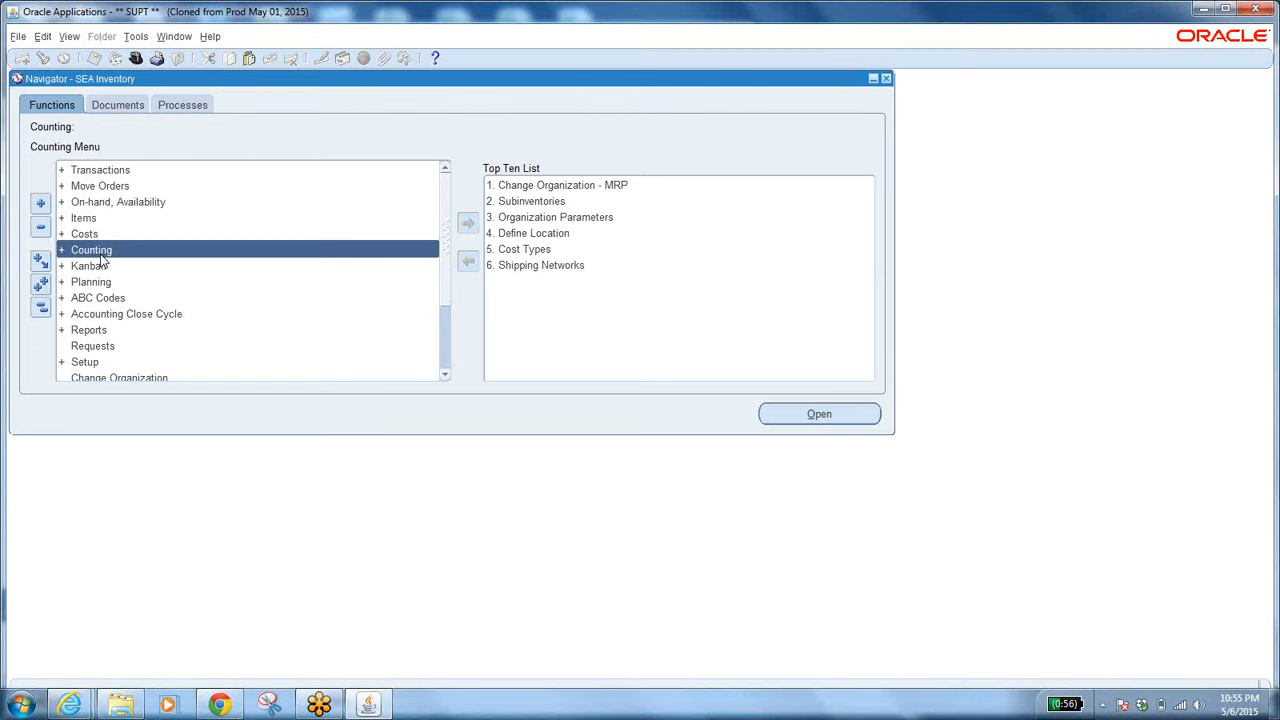 Oracle Applications - ** SUPT ** (Cloned from Prod May 01, 2015)
File Edit View Folder Tools Window Help
ORACLE
?
Navigator - SEA Inventory
Functions Documents Processes
Counting:
Counting Menu
Top Ten List
+ Transactions
+ Move Orders
+ On-hand, Availability
+ Items
+ Costs
+ Counting
+ Kanban
+ Planning
+ ABC Codes
+ Accounting Close Cycle
+ Reports
Requests
+ Setup
Change Organization
1. Change Organization - MRP
2. Subinventories
3. Organization Parameters
4. Define Location
5. Cost Types
6. Shipping Networks
Open
(0:56)
10:55 PM
5/6/2015